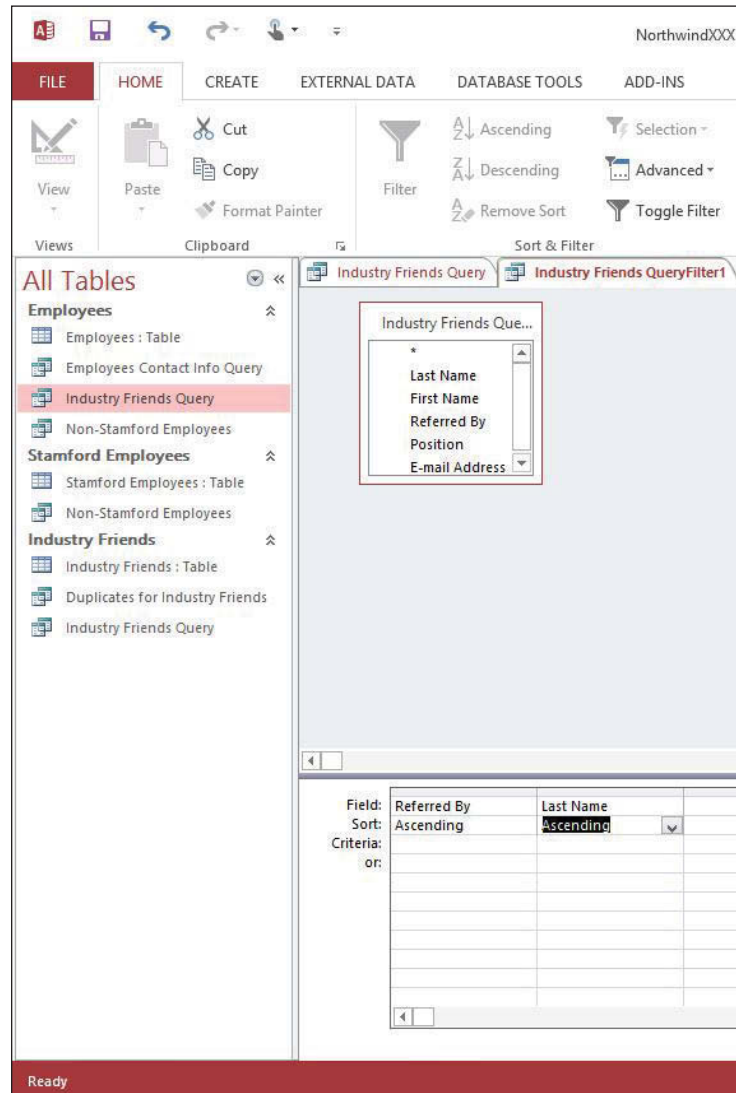 NorthwindXXX
FILE HOME CREATE EXTERNAL DATA DATABASE TOOLS ADD-INS
View
Paste
Cut
Copy
Format Painter
Filter
Ascending
Descending
Remove Sort
Selection
Advanced
Toggle Filter
Views Clipboard Sort & Filter
All Tables
Employees
Employees : Table
Employees Contact Info Query
Industry Friends Query
Non-Stamford Employees
Stamford Employees
Stamford Employees : Table
Non-Stamford Employees
Industry Friends
Industry Friends : Table
Duplicates for Industry Friends
Industry Friends Query
Industry Friends Query Industry Friends QueryFilter1
Industry Friends Que...
*
Last Name
First Name
Referred By
Position
E-mail Address
Field: Referred By Last Name
Sort: Ascending Ascending
Criteria:
or:
Ready